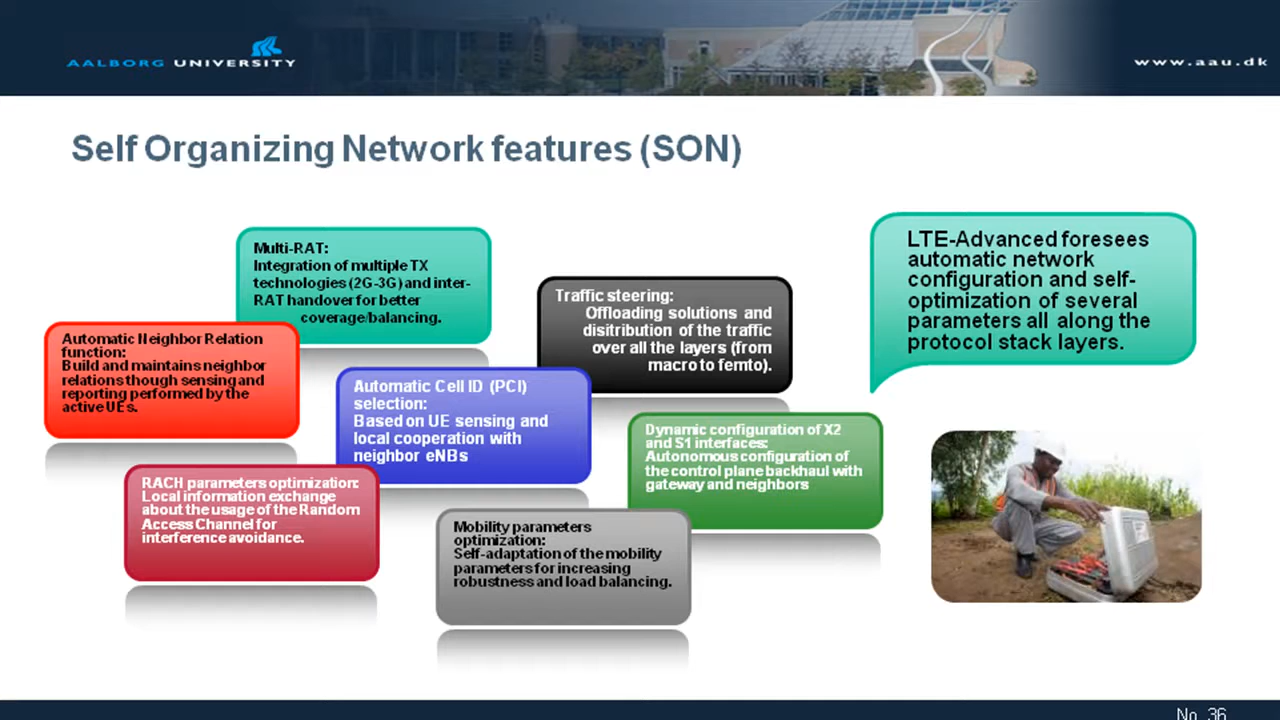 AALBORG UNIVERSITY
www.aau.dk
Self Organizing Network features (SON)
Multi-RAT:
Integration of multiple TX
technologies (2G-3G) and inter-
RAT handover for better
coverage/balancing.
Automatic Neighbor Relation
function:
Build and maintains neighbor
relations though sensing and
reporting performed by the
active UEs.
Traffic steering:
Offloading solutions and
disitribution of the traffic
over all the layers (from
macro to femto).
Automatic Cell ID (PCI)
selection:
Based on UE sensing and
local cooperation with
neighbor eNBs
Dynamic configuration of X2
and S1 interfaces:
Autonomous configuration of
the control plane backhaul with
gateway and neighbors
RACH parameters optimization:
Local information exchange
about the usage of the Random
Access Channel for
interference avoidance.
Mobility parameters
optimization:
Self-adaptation of the mobility
parameters for increasing
robustness and load balancing.
LTE-Advanced foresees
automatic network
configuration and self-
optimization of several
parameters all along the
protocol stack layers.
No. 36